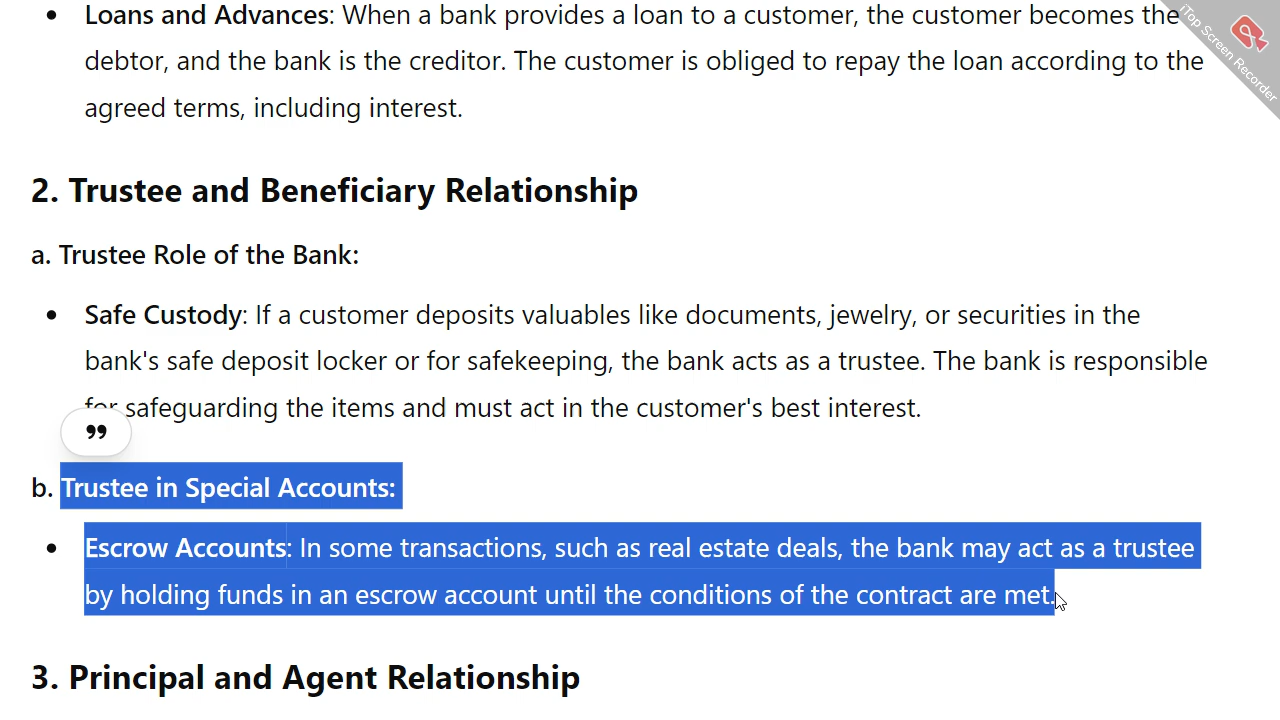 Loans and Advances: When a bank provides a loan to a customer, the customer becomes the
debtor, and the bank is the creditor. The customer is obliged to repay the loan according to the
agreed terms, including interest.
2. Trustee and Beneficiary Relationship
a. Trustee Role of the Bank:
Safe Custody: If a customer deposits valuables like documents, jewelry, or securities in the
bank's safe deposit locker or for safekeeping, the bank acts as a trustee. The bank is responsible
for safeguarding the items and must act in the customer's best interest.
b. Trustee in Special Accounts:
Escrow Accounts: In some transactions, such as real estate deals, the bank may act as a trustee
by holding funds in an escrow account until the conditions of the contract are met.
3. Principal and Agent Relationship
iTop Screen Recorder